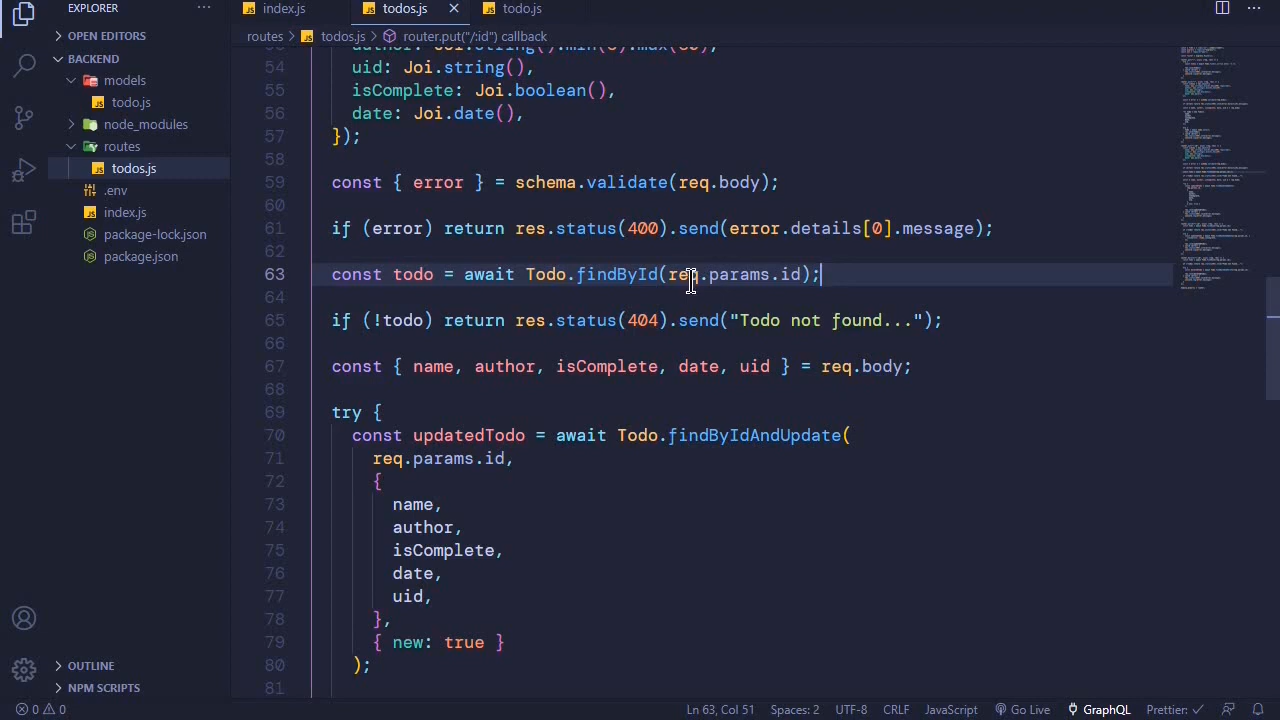 EXPLORER
OPEN EDITORS
BACKEND
models
todo.js
node_modules
routes
todos.js
.env
index.js
package-lock.json
package.json
OUTLINE
NPM SCRIPTS
index.js
todos.js
todo.js
routes > todos.js > router.put("/:id") callback
54 uid: Joi.string(),
55 isComplete: Joi.boolean(),
56 date: Joi.date(),
57 });
58
59 const { error } = schema.validate(req.body);
60
61 if (error) return res.status(400).send(error.details[0].message);
62
63 const todo = await Todo.findById(req.params.id);
64
65 if (!todo) return res.status(404).send("Todo not found...");
66
67 const { name, author, isComplete, date, uid } = req.body;
68
69 try {
70 const updatedTodo = await Todo.findByIdAndUpdate(
71 req.params.id,
72 {
73 name,
74 author,
75 isComplete,
76 date,
77 uid,
78 },
79 { new: true }
80 );
81
0 0 Ln 63, Col 51 Spaces: 2 UTF-8 CRLF JavaScript Go Live GraphQL Prettier: ✓